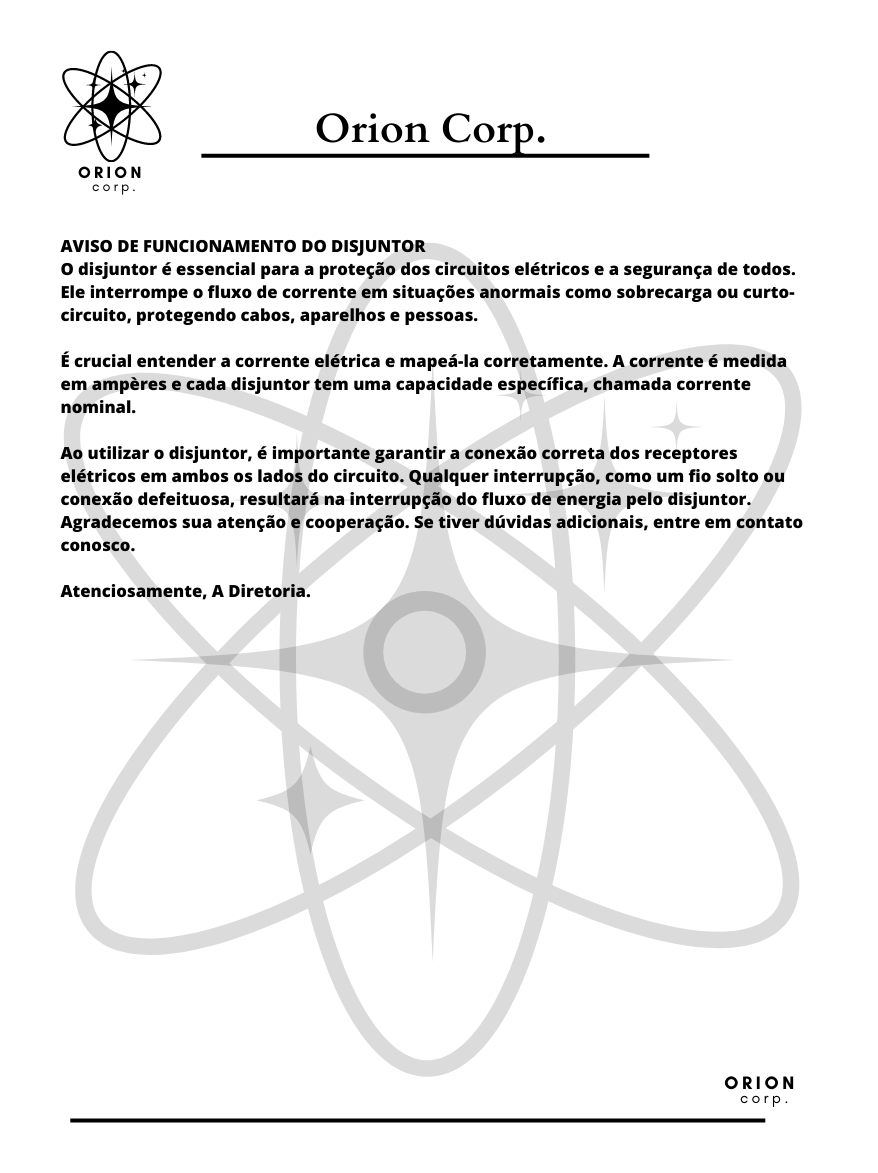 Orion Corp.
ORION
corp.
AVISO DE FUNCIONAMENTO DO DISJUNTOR
O disjuntor é essencial para a proteção dos circuitos elétricos e a segurança de todos.
Ele interrompe o fluxo de corrente em situações anormais como sobrecarga ou curto-
circuito, protegendo cabos, aparelhos e pessoas.
É crucial entender a corrente elétrica e mapeá-la corretamente. A corrente é medida
em ampères e cada disjuntor tem uma capacidade específica, chamada corrente
nominal.
Ao utilizar o disjuntor, é importante garantir a conexão correta dos receptores
elétricos em ambos os lados do circuito. Qualquer interrupção, como um fio solto ou
conexão defeituosa, resultará na interrupção do fluxo de energia pelo disjuntor.
Agradecemos sua atenção e cooperação. Se tiver dúvidas adicionais, entre em contato
conosco.
Atenciosamente, A Diretoria.
ORION
corp.